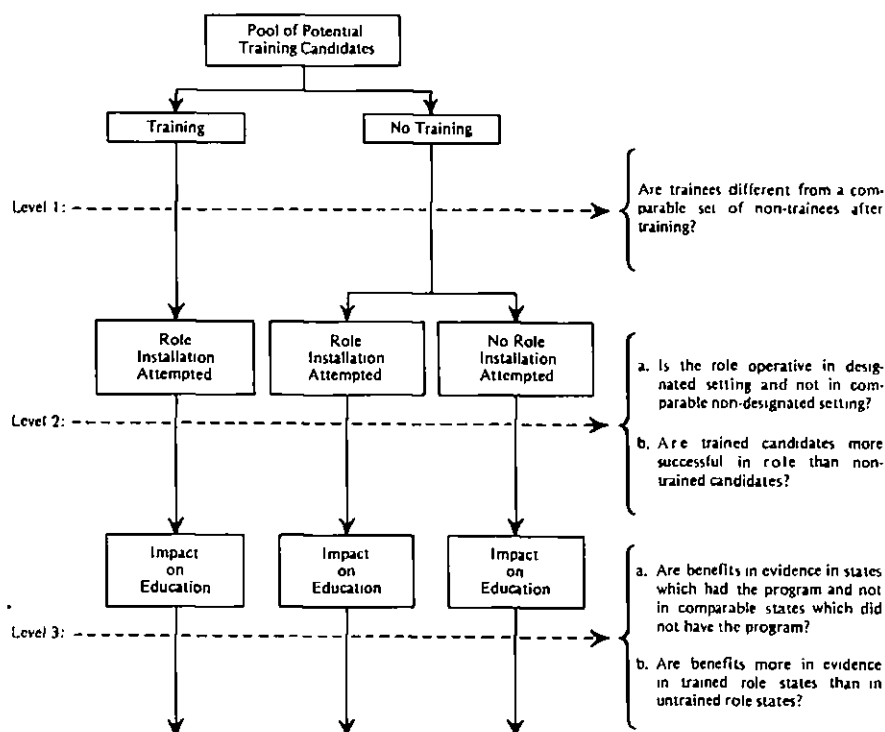 Pool of Potential
Training Candidates
Training
No Training
Level 1:
Are trainees different from a com-
parable set of non-trainees after
training?
Role
Installation
Attempted
Role
Installation
Attempted
No Role
Installation
Attempted
Level 2:
a. Is the role operative in desig-
nated setting and not in com-
parable non-designated setting?
b. Are trained candidates more
successful in role than non-
trained candidates?
Impact
on
Education
Impact
on
Education
Impact
on
Education
Level 3:
a. Are benefits in evidence in states
which had the program and not
in comparable states which did
not have the program?
b. Are benefits more in evidence
in trained role states than in
untrained role states?